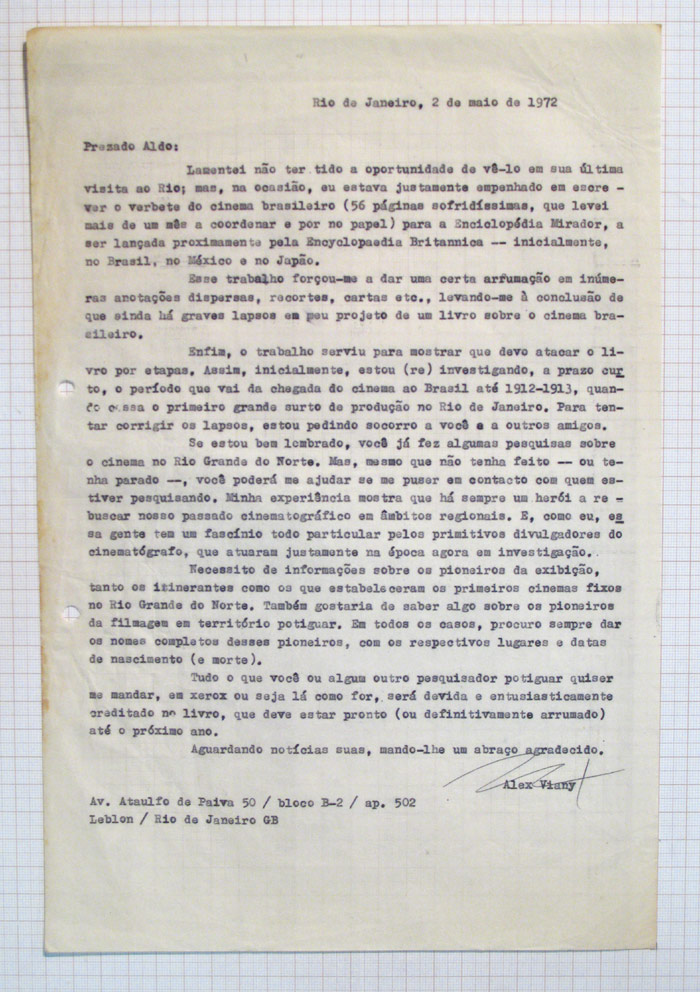 Rio de Janeiro, 2 de maio de 1972
Prezado Aldo:
Lamentei não ter tido a oportunidade de vê-lo em sua última
visita ao Rio; mas, na ocasião, eu estava justamente empenhado em escre -
ver o verbete do cinema brasileiro (56 páginas sofridíssimas, que levei
mais de um mês a coordenar e por no papel) para a Enciclopédia Mirador, a
ser lançada proximamente pela Encyclopaedia Britannica -- inicialmente,
no Brasil, no México e no Japão.
Esse trabalho forçou-me a dar uma certa arrumação em inúme-
ras anotações dispersas, recortes, cartas etc., levando-me à conclusão de
que ainda há graves lapsos em meu projeto de um livro sobre o cinema bra-
sileiro.
Enfim, o trabalho serviu para mostrar que devo atacar o li-
vro por etapas. Assim, inicialmente, estou (re) investigando, a prazo cur
to, o período que vai da chegada do cinema ao Brasil até 1912-1913, quan-
do cessa o primeiro grande surto de produção no Rio de Janeiro. Para ten-
tar corrigir os lapsos, estou pedindo socorro a você e a outros amigos.
Se estou bem lembrado, você já fez algumas pesquisas sobre
o cinema no Rio Grande do Norte. Mas, mesmo que não tenha feito -- ou te-
nha parado --, você poderá me ajudar se me puser em contacto com quem es-
tiver pesquisando. Minha experiência mostra que há sempre um herói a re -
buscar nosso passado cinematográfico em âmbitos regionais. E, como eu, es
sa gente tem um fascínio todo particular pelos primitivos divulgadores do
cinematógrafo, que atuaram justamente na época agora em investigação..
Necessito de informações sobre os pioneiros da exibição,
tanto os itinerantes como os que estabeleceram os primeiros cinemas fixos
no Rio Grande do Norte. Também gostaria de saber algo sobre os pioneiros
da filmagem em território potiguar. Em todos os casos, procuro sempre dar
os nomes completos desses pioneiros, com os respectivos lugares e datas
de nascimento (e morte).
Tudo o que você ou algum outro pesquisador potiguar quiser
me mandar, em xerox ou seja lá como for, será devida e entusiasticamente
creditado no livro, que deve estar pronto (ou definitivamente arrumado)
até o próximo ano.
Aguardando notícias suas, mando-lhe um abraço agradecido.
Alex Viany
Av. Ataulfo de Paiva 50 / bloco B-2 / ap. 502
Leblon / Rio de Janeiro GB